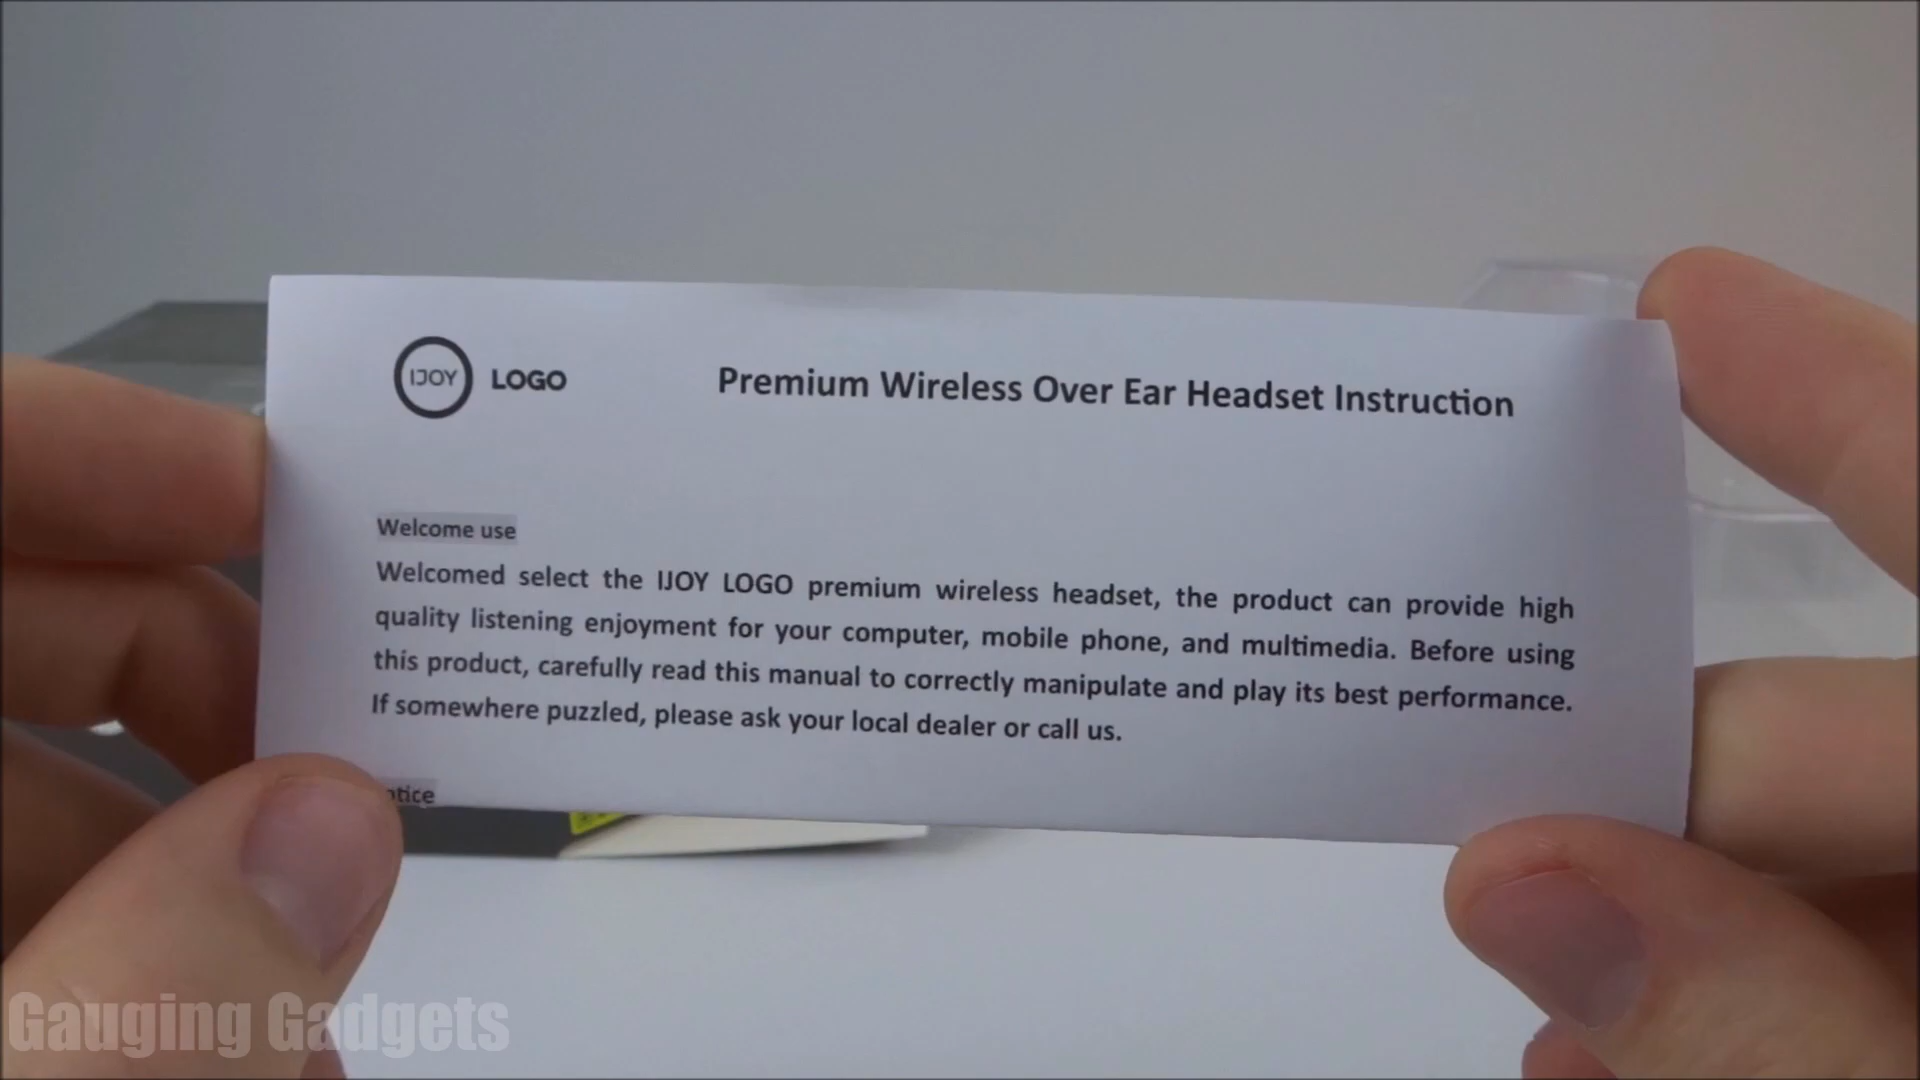 IJOY LOGO
Premium Wireless Over Ear Headset Instruction
Welcome use
Welcomed select the IJOY LOGO premium wireless headset, the product can provide high
quality listening enjoyment for your computer, mobile phone, and multimedia. Before using
this product, carefully read this manual to correctly manipulate and play its best performance.
If somewhere puzzled, please ask your local dealer or call us.
Gauging Gadgets